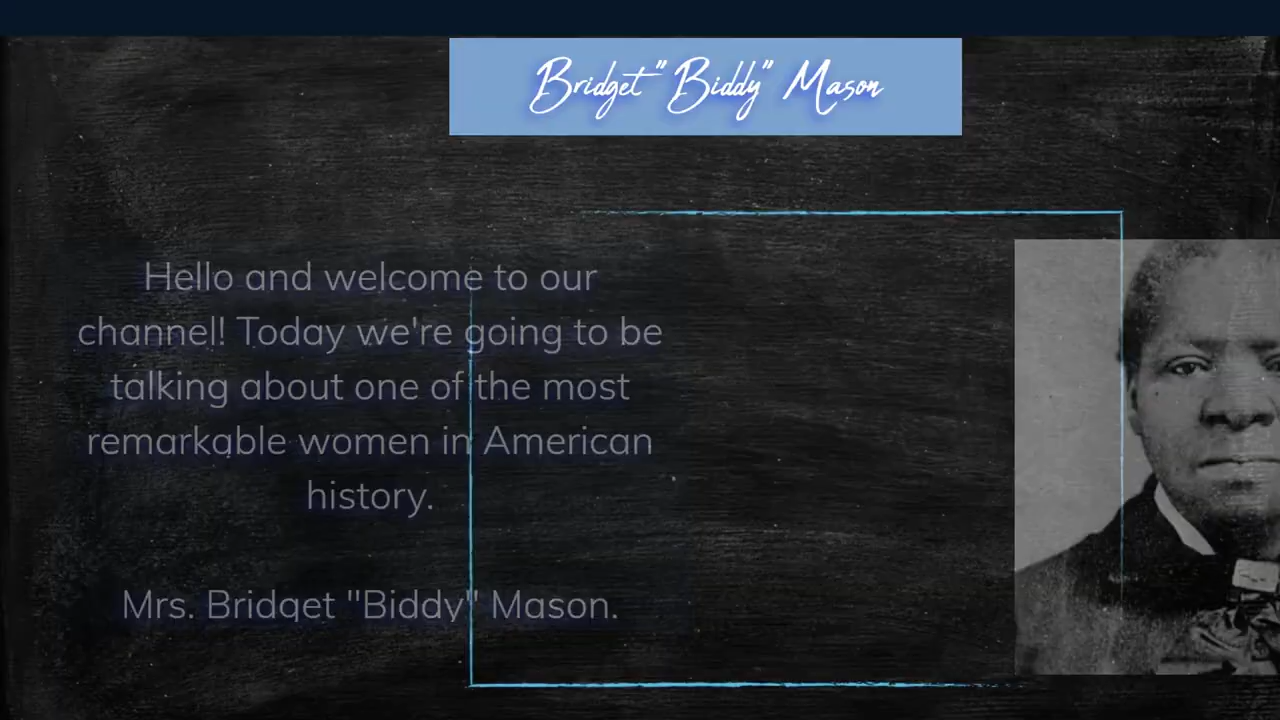 Bridget "Biddy" Mason
Hello and welcome to our
channel! Today we're going to be
talking about one of the most
remarkable women in American
history.
Mrs. Bridget "Biddy" Mason.